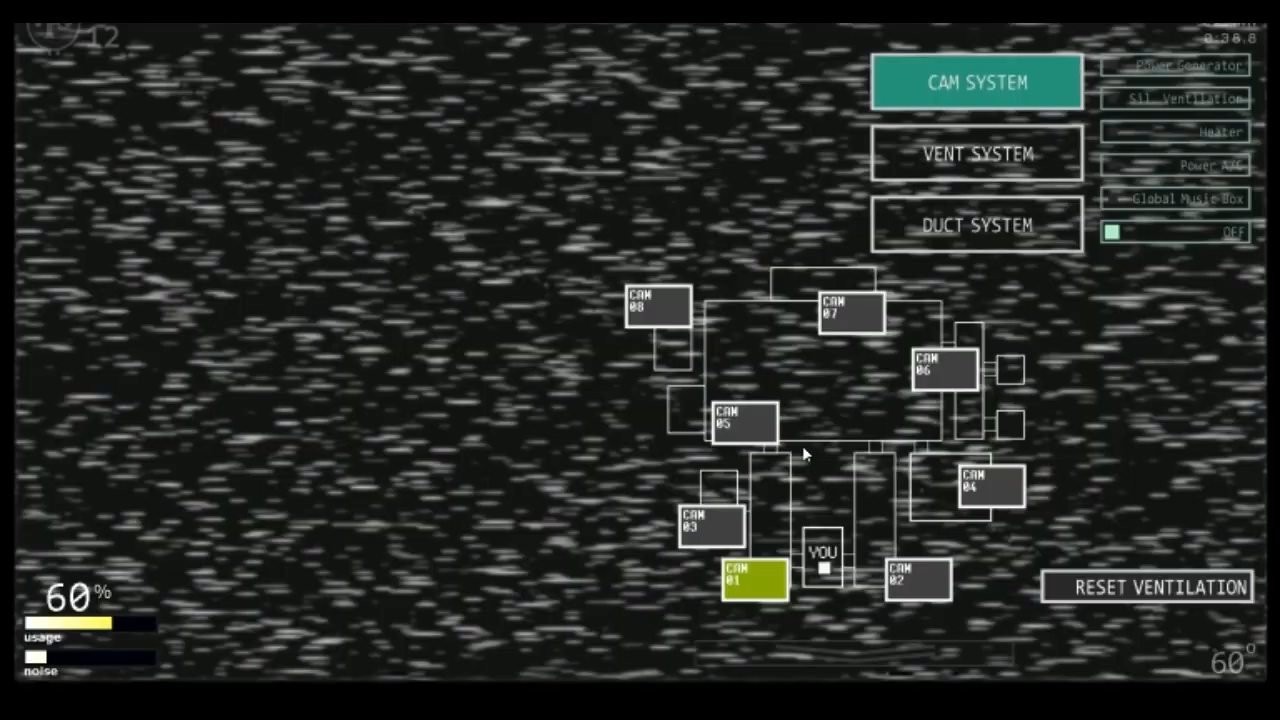 12
0:38.8
CAM SYSTEM
Power Generator
Sil. Ventilation
VENT SYSTEM
Heater
Power A/C
Global Music Box
DUCT SYSTEM
OFF
CAM
08
CAM
07
CAM
06
CAM
05
CAM
04
CAM
03
YOU
CAM
01
CAM
02
RESET VENTILATION
60%
usage
noise
60°